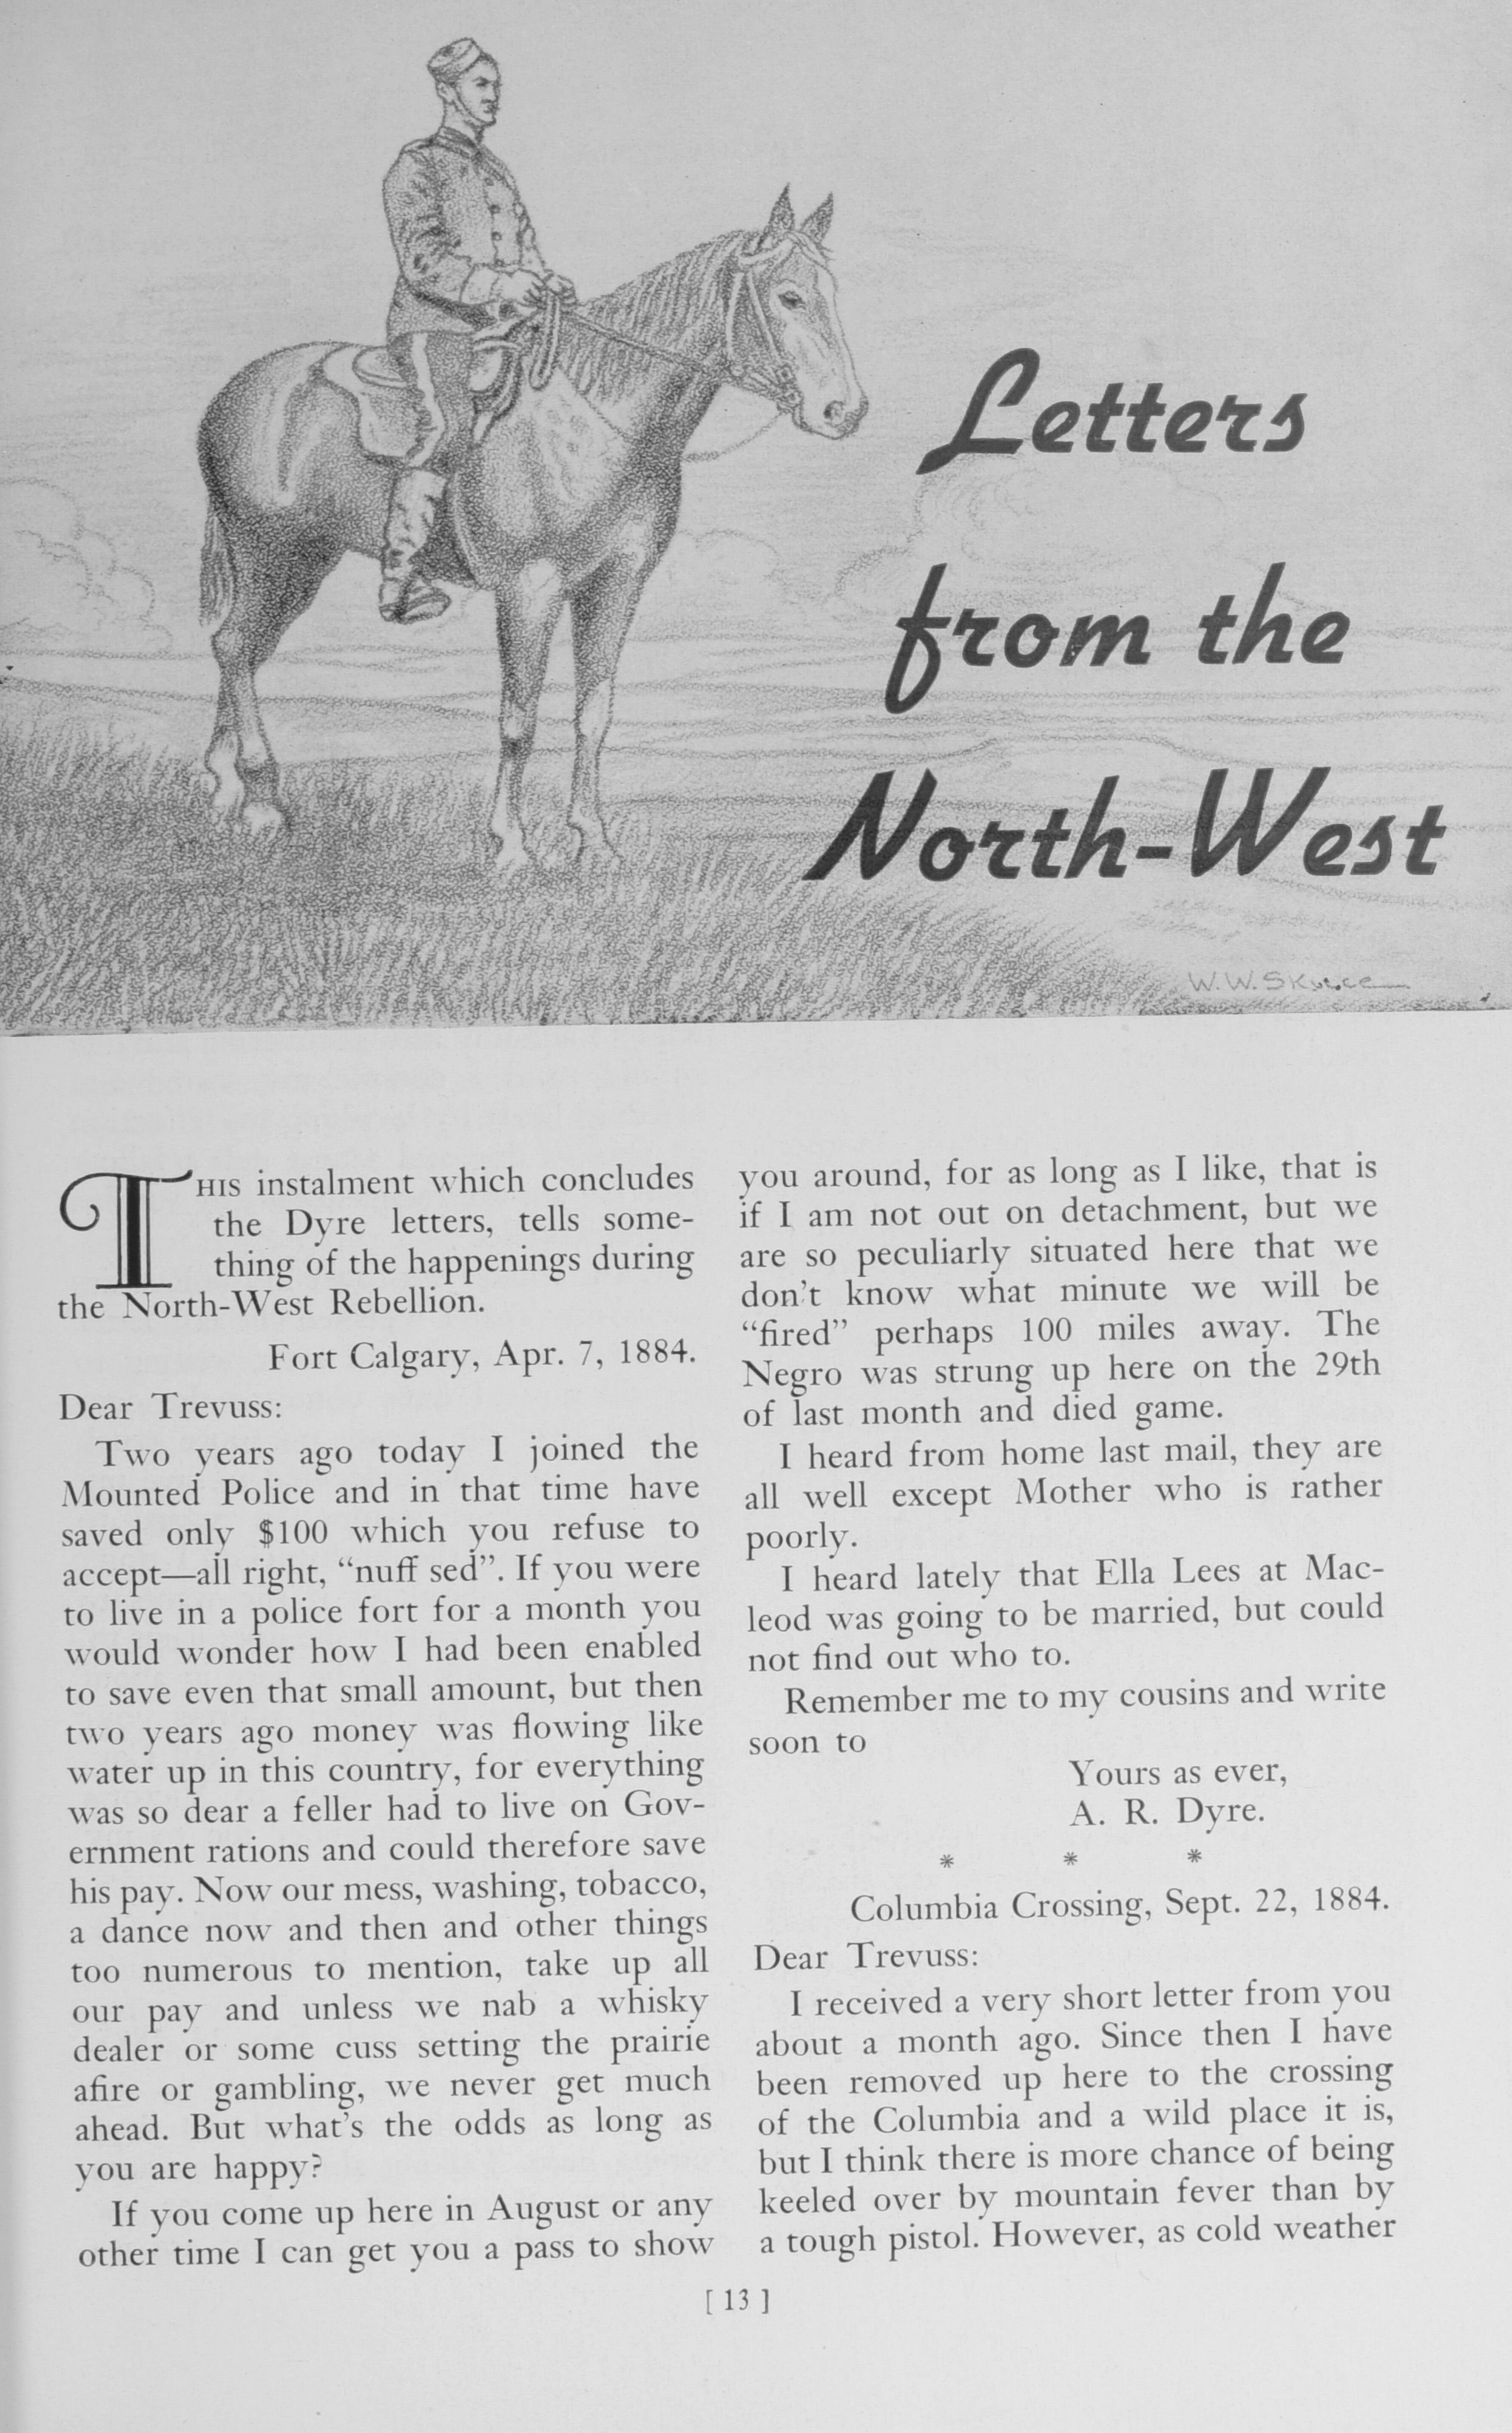 Letters
from the
North-West
W. W. Skuce
THIS instalment which concludes
the Dyre letters, tells some-
thing of the happenings during
the North-West Rebellion.
Fort Calgary, Apr. 7, 1884.
Dear Trevuss:
Two years ago today I joined the
Mounted Police and in that time have
saved only $100 which you refuse to
accept—all right, “nuff sed”. If you were
to live in a police fort for a month you
would wonder how I had been enabled
to save even that small amount, but then
two years ago money was flowing like
water up in this country, for everything
was so dear a feller had to live on Gov-
ernment rations and could therefore save
his pay. Now our mess, washing, tobacco,
a dance now and then and other things
too numerous to mention, take up all
our pay and unless we nab a whisky
dealer or some cuss setting the prairie
afire or gambling, we never get much
ahead. But what's the odds as long as
you are happy?
If you come up here in August or any
other time I can get you a pass to show
you around, for as long as I like, that is
if I am not out on detachment, but we
are so peculiarly situated here that we
don't know what minute we will be
“fired” perhaps 100 miles away. The
Negro was strung up here on the 29th
of last month and died game.
I heard from home last mail, they are
all well except Mother who is rather
poorly.
I heard lately that Ella Lees at Mac-
leod was going to be married, but could
not find out who to.
Remember me to my cousins and write
soon to
Yours as ever,
A. R. Dyre.
* * *
Columbia Crossing, Sept. 22, 1884.
Dear Trevuss:
I received a very short letter from you
about a month ago. Since then I have
been removed up here to the crossing
of the Columbia and a wild place it is,
but I think there is more chance of being
keeled over by mountain fever than by
a tough pistol. However, as cold weather
[ 13 ]